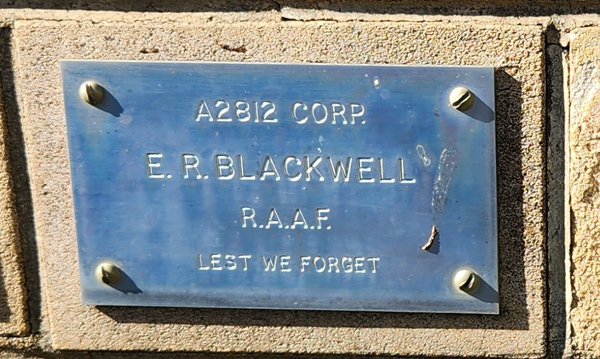 A2812 CORP.
E. R. BLACKWELL
R.A.A.F.
LEST WE FORGET